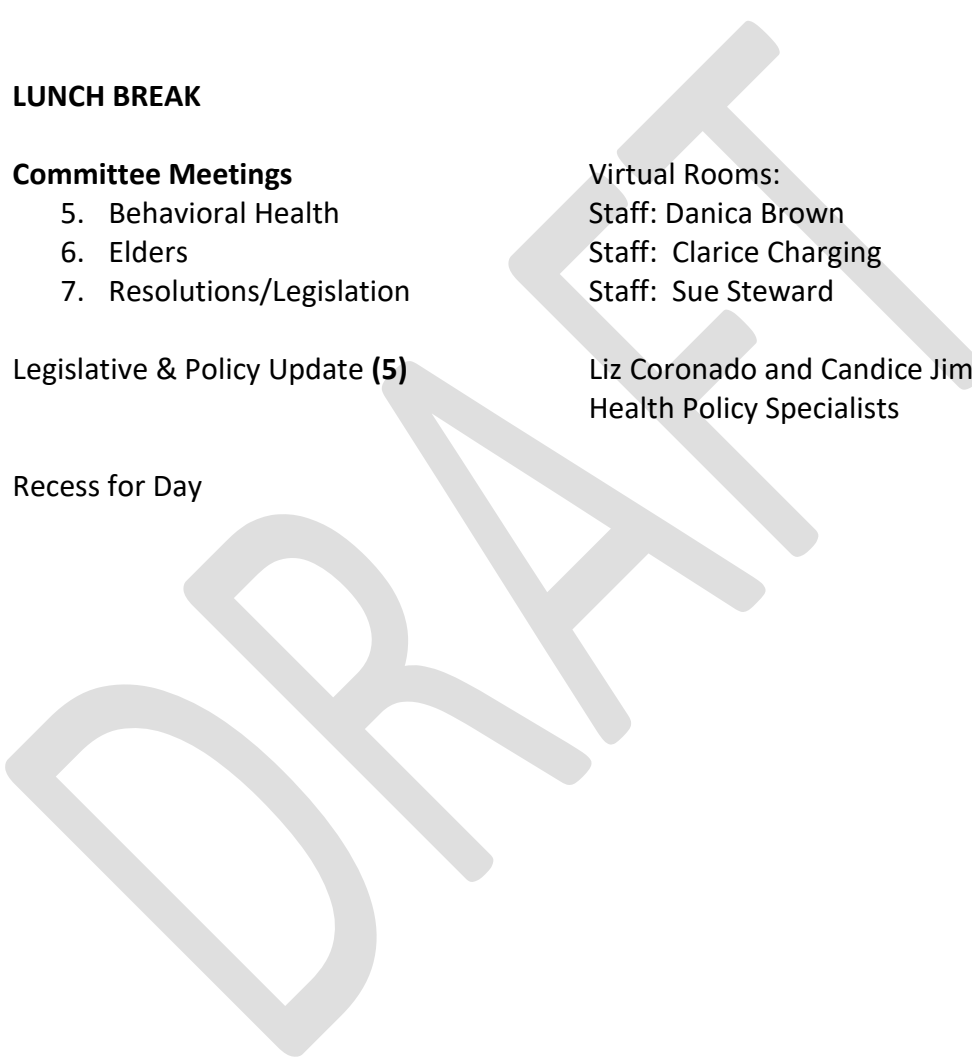 LUNCH BREAK
Committee Meetings Virtual Rooms:
5. Behavioral Health Staff: Danica Brown
6. Elders Staff: Clarice Charging
7. Resolutions/Legislation Staff: Sue Steward
Legislative & Policy Update (5) Liz Coronado and Candice Jim
Health Policy Specialists
Recess for Day
DRAFT